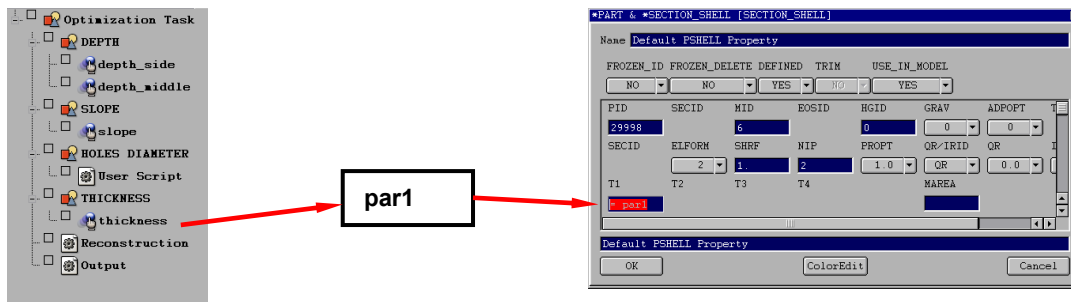 Optimization Task
DEPTH
depth_side
depth_middle
SLOPE
slope
HOLES DIAMETER
User Script
THICKNESS
thickness
Reconstruction
Output
par1
*PART & *SECTION_SHELL [SECTION_SHELL]
Name Default PSHELL Property
FROZEN_ID FROZEN_DELETE DEFINED TRIM USE_IN_MODEL
NO NO YES NO YES
PID SECID MID EOSID HGID GRAV ADPOPT T
29998 6 0 0 0
SECID ELFORM SHRF NIP PROPT QR/IRID QR
2 1. 2 1.0 QR 0.0
T1 T2 T3 T4 MAREA
= par1
Default PSHELL Property
OK ColorEdit Cancel